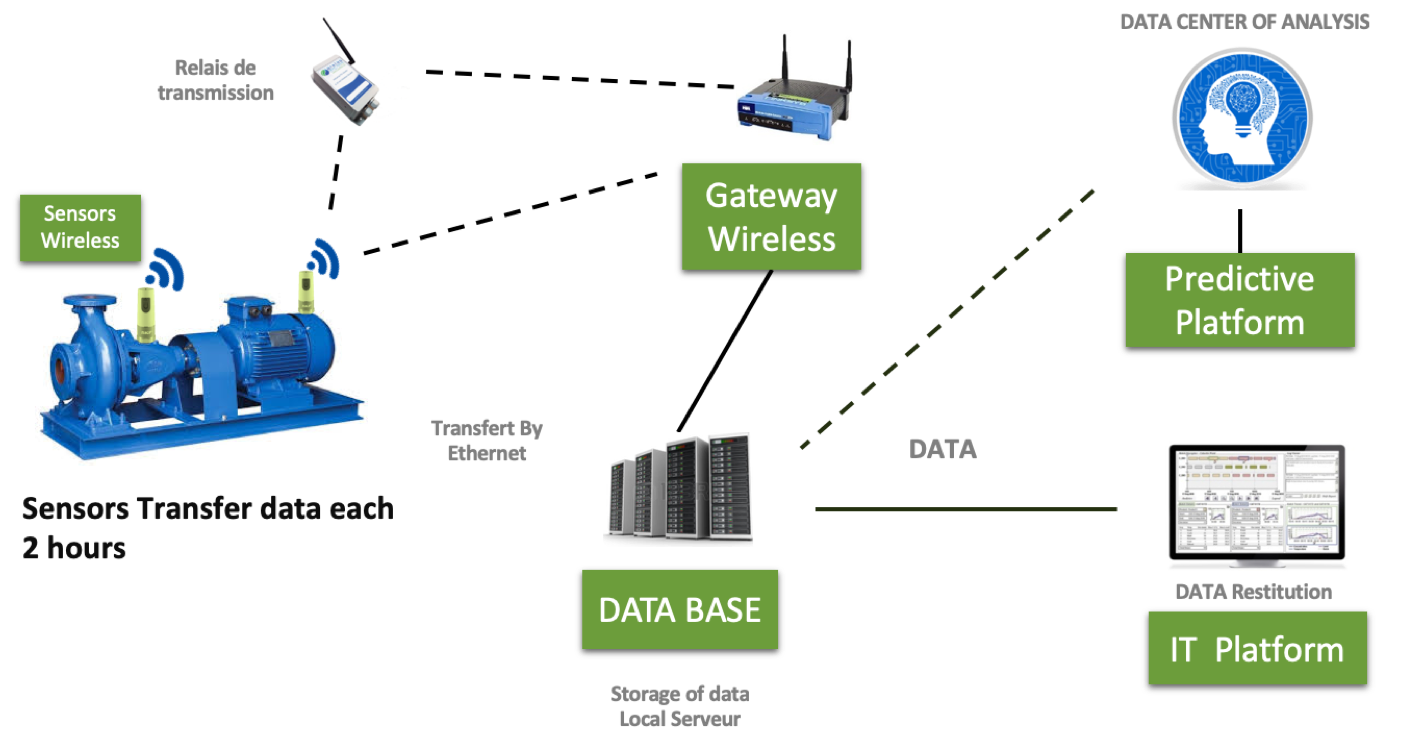 DATA CENTER OF ANALYSIS
Relais de
transmission
Sensors
Wireless
Gateway
Wireless
Predictive
Platform
Transfert By
Ethernet
DATA
Sensors Transfer data each
2 hours
DATA BASE
DATA Restitution
IT  Platform
Storage of data
Local Serveur